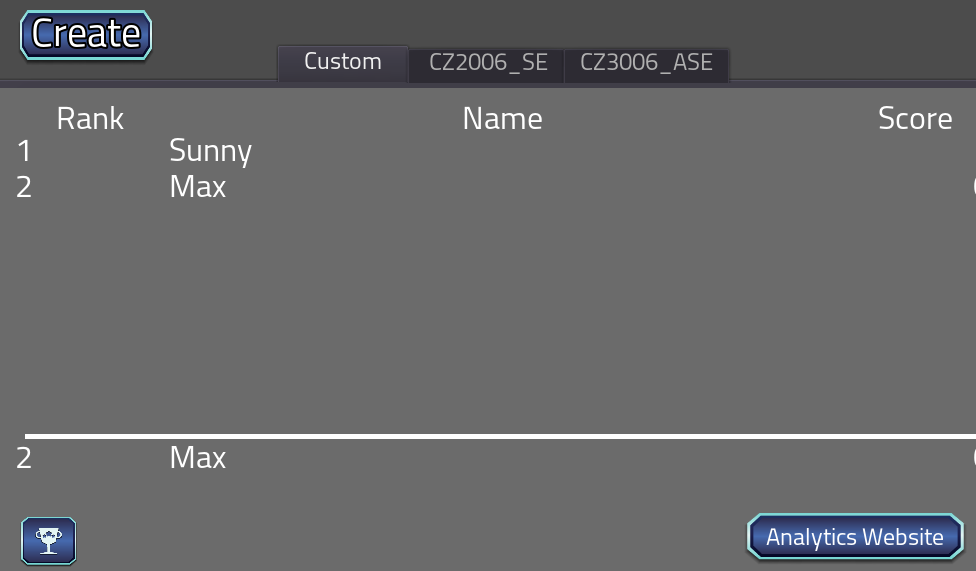 Create
Custom CZ2006_SE CZ3006_ASE
Rank Name Score
1 Sunny
2 Max
2 Max
Analytics Website